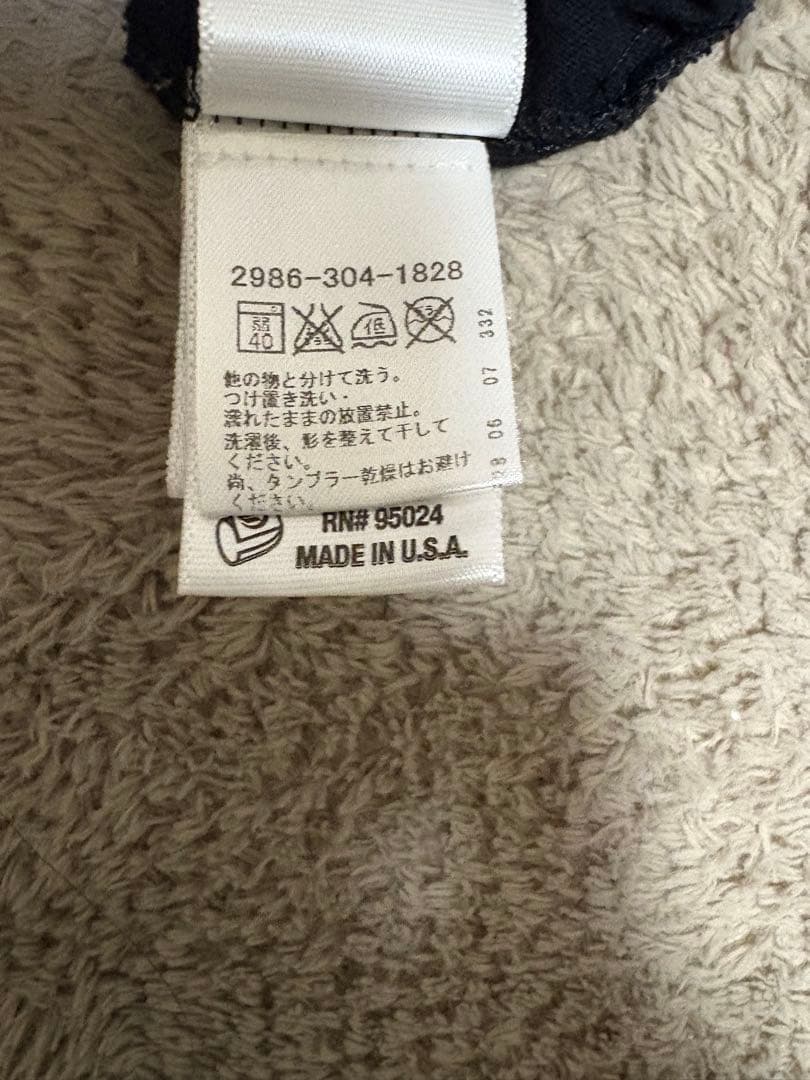 2986-304-1828
弱
40
低
他の物と分けて洗う。
つけ置き洗い・
濡れたままの放置禁止。
洗濯後、形を整えて干して
ください。
尚、タンブラー乾燥はお避け
ください。
RN# 95024
MADE IN U.S.A.
06 07 332